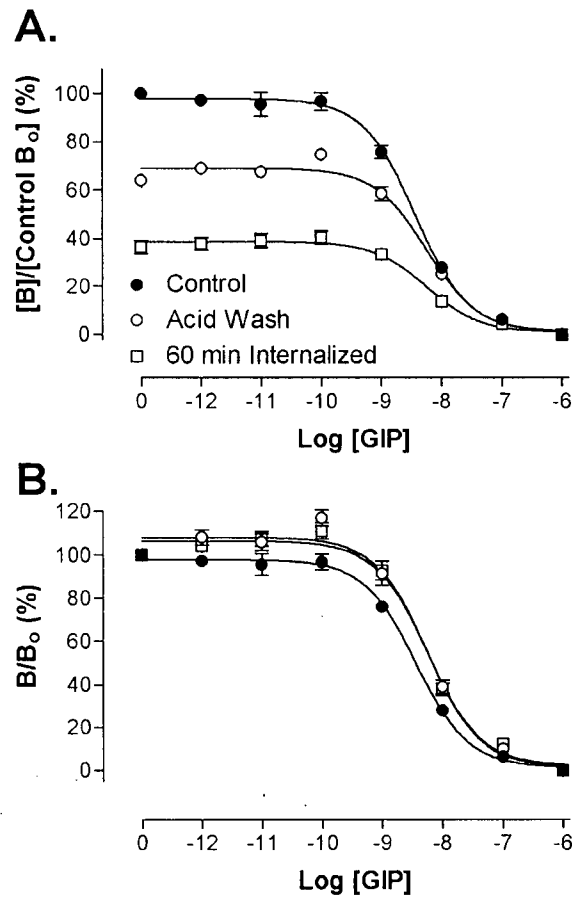 A.
[B]/[Control Bo] (%)
100
80
60
40
20
0
Control
Acid Wash
60 min Internalized
0 -12 -11 -10 -9 -8 -7 -6
Log [GIP]
B.
B/Bo (%)
120
100
80
60
40
20
0
0 -12 -11 -10 -9 -8 -7 -6
Log [GIP]